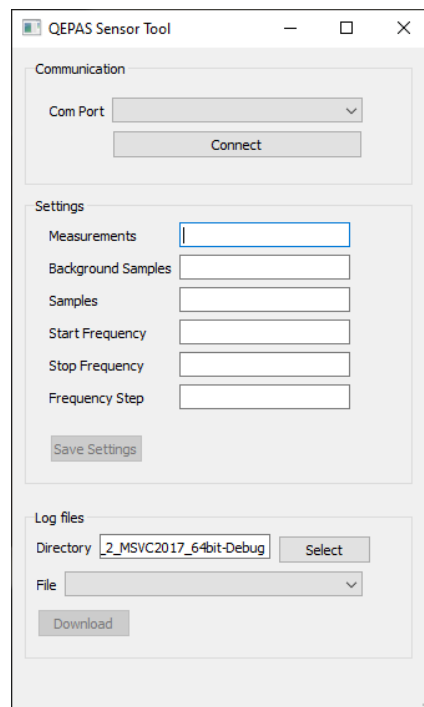 QEPAS Sensor Tool
Communication
Com Port
Connect
Settings
Measurements
Background Samples
Samples
Start Frequency
Stop Frequency
Frequency Step
Save Settings
Log files
Directory _2_MSVC2017_64bit-Debug Select
File
Download